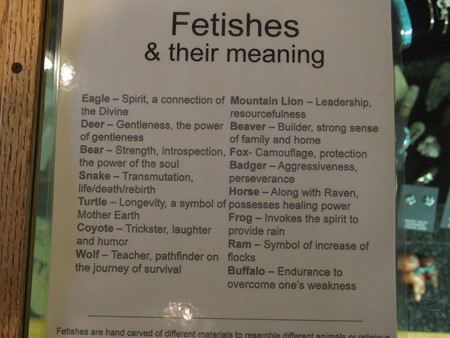 Fetishes
& their meaning
Eagle – Spirit, a connection of
the Divine
Deer – Gentleness, the power
of gentleness
Bear – Strength, introspection,
the power of the soul
Snake – Transmutation,
life/death/rebirth
Turtle – Longevity, a symbol of
Mother Earth
Coyote – Trickster, laughter
and humor
Wolf – Teacher, pathfinder on
the journey of survival
Mountain Lion – Leadership,
resourcefulness
Beaver – Builder, strong sense
of family and home
Fox- Camouflage, protection
Badger – Aggressiveness,
perseverance
Horse – Along with Raven,
possesses healing power
Frog – Invokes the spirit to
provide rain
Ram – Symbol of increase of
flocks
Buffalo – Endurance to
overcome one's weakness
Fetishes are hand carved of different materials to resemble different animals or religious